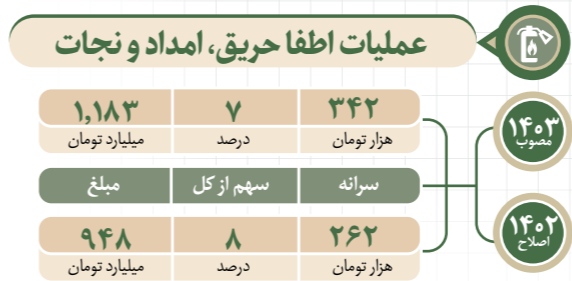 عملیات اطفا حریق، امداد و نجات
۱۴۰۳
مصوب
۳۴۲ ۷ ۱,۱۸۳
هزار تومان درصد میلیارد تومان
سرانه سهم از کل مبلغ
۱۴۰۲
اصلاح
۲۶۲ ۸ ۹۴۸
هزار تومان درصد میلیارد تومان